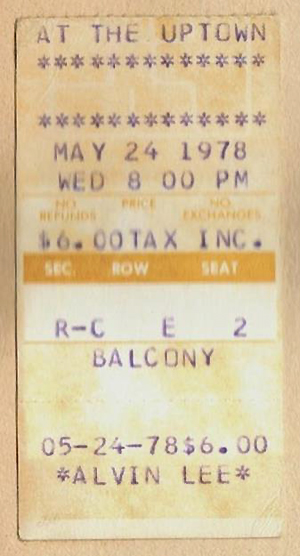 AT THE UPTOWN
*************
*************
MAY 24 1978
WED 8 00 PM
NO REFUNDS PRICE NO EXCHANGES
$6.00TAX INC.
SEC. ROW SEAT
R-C E 2
BALCONY
05-24-78$6.00
*ALVIN LEE*